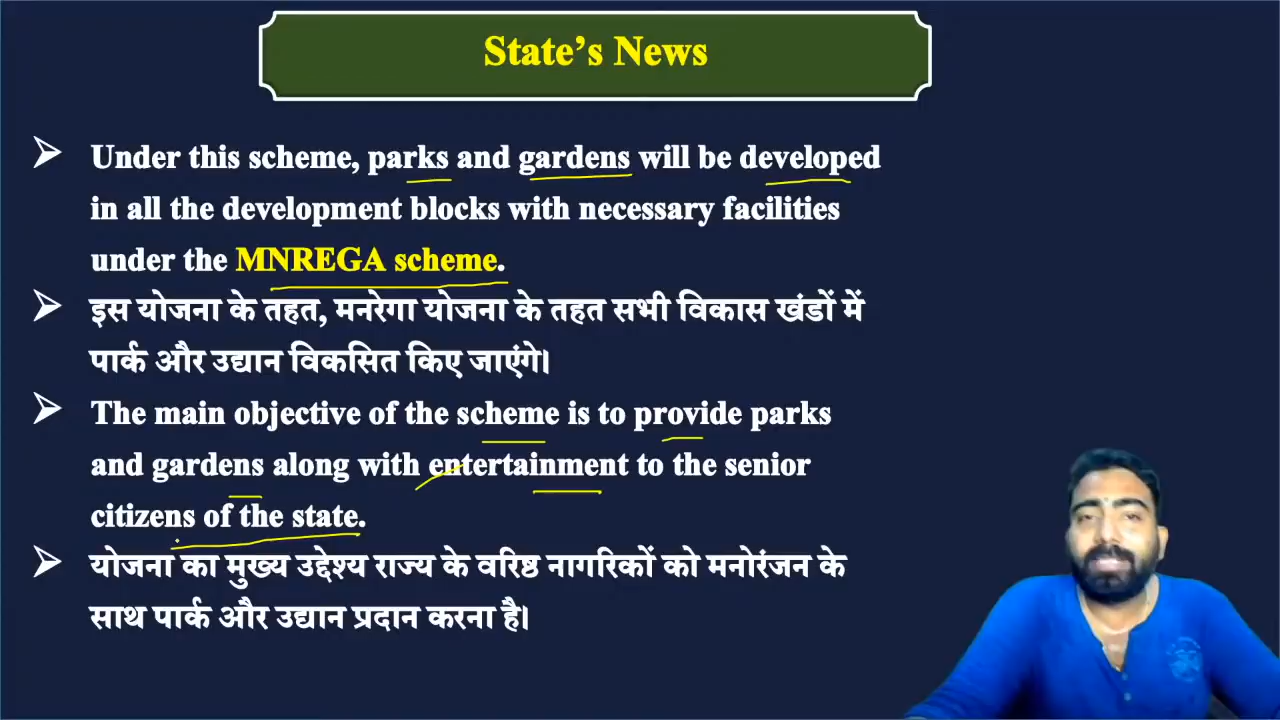 State’s News
Under this scheme, parks and gardens will be developed
in all the development blocks with necessary facilities
under the MNREGA scheme.
इस योजना के तहत, मनरेगा योजना के तहत सभी विकास खंडों में
पार्क और उद्यान विकसित किए जाएंगे।
The main objective of the scheme is to provide parks
and gardens along with entertainment to the senior
citizens of the state.
योजना का मुख्य उद्देश्य राज्य के वरिष्ठ नागरिकों को मनोरंजन के
साथ पार्क और उद्यान प्रदान करना है।